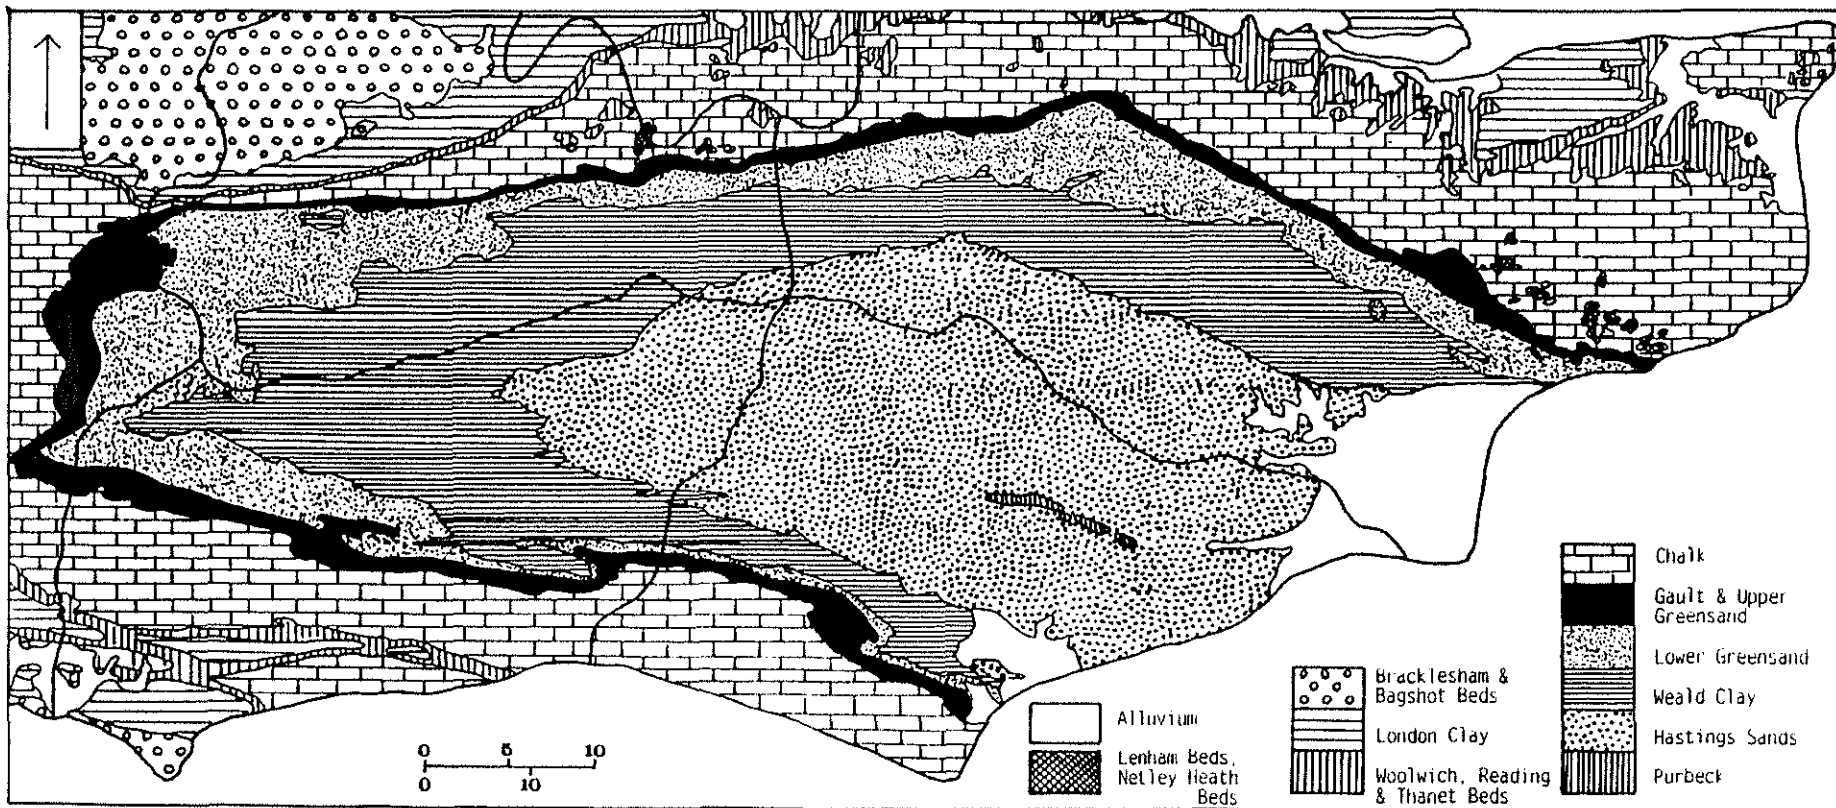 0 5 10
10
Alluvium
Lenham Beds,
Netley Heath
Beds
Bracklesham &
Bagshot Beds
London Clay
Woolwich, Reading
& Thanet Beds
Chalk
Gault & Upper
Greensand
Lower Greensand
Weald Clay
Hastings Sands
Purbeck